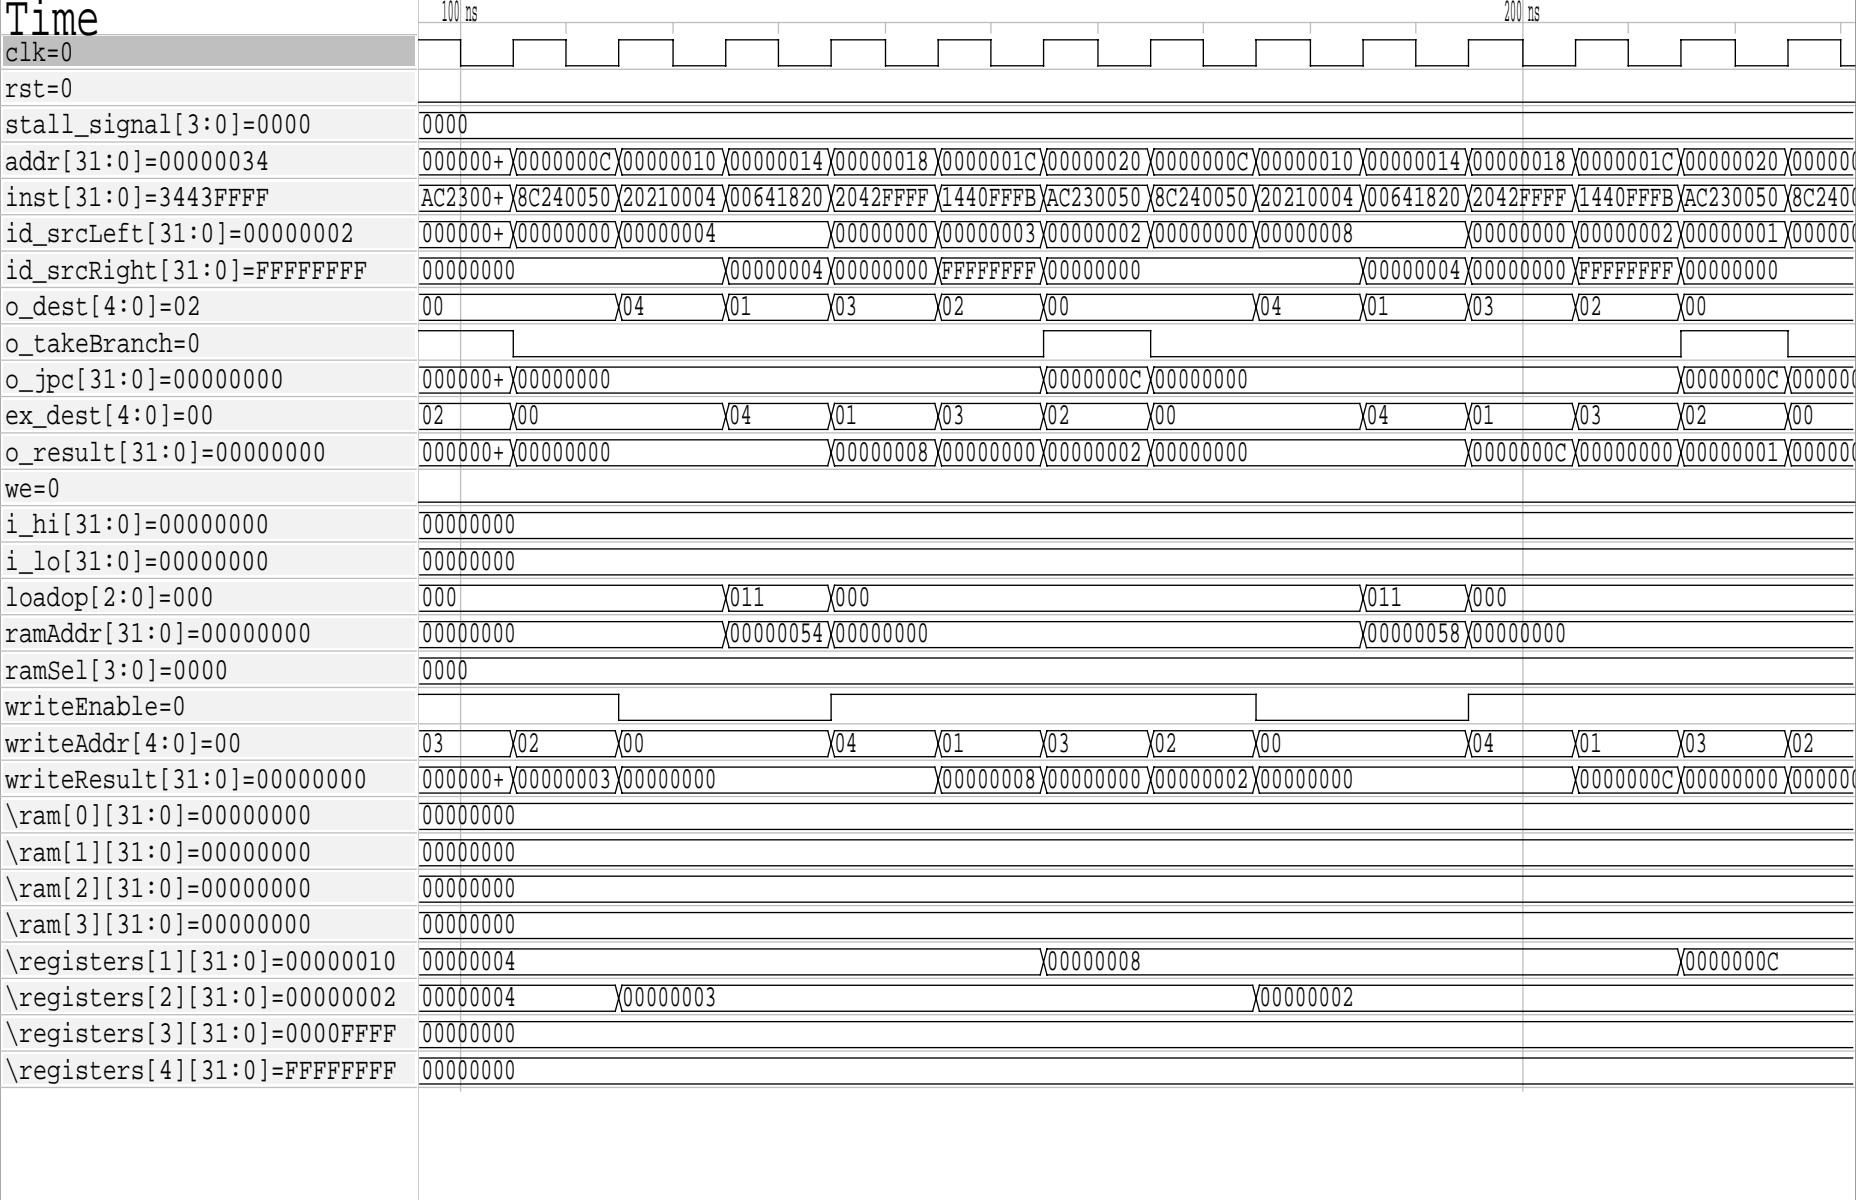 Time
100 ns 200 ns
clk=0
rst=0
stall_signal[3:0]=0000 0000
addr[31:0]=00000034 000000+ 0000000C 00000010 00000014 00000018 0000001C 00000020 0000000C 00000010 00000014 00000018 0000001C 00000020 00000
inst[31:0]=3443FFFF AC2300+ 8C240050 20210004 00641820 2042FFFF 1440FFFB AC230050 8C240050 20210004 00641820 2042FFFF 1440FFFB AC230050 8C240
id_srcLeft[31:0]=00000002 000000+ 00000000 00000004 00000000 00000003 00000002 00000000 00000008 00000000 00000002 00000001 00000
id_srcRight[31:0]=FFFFFFFF 00000000 00000004 00000000 FFFFFFFF 00000000 00000004 00000000 FFFFFFFF 00000000
o_dest[4:0]=02 00 04 01 03 02 00 04 01 03 02 00
o_takeBranch=0
o_jpc[31:0]=00000000 000000+ 00000000 0000000C 00000000 0000000C 00000
ex_dest[4:0]=00 02 00 04 01 03 02 00 04 01 03 02 00
o_result[31:0]=00000000 000000+ 00000000 00000008 00000000 00000002 00000000 0000000C 00000000 00000001 00000
we=0
i_hi[31:0]=00000000 00000000
i_lo[31:0]=00000000 00000000
loadop[2:0]=000 000 011 000 011 000
ramAddr[31:0]=00000000 00000000 00000054 00000000 00000058 00000000
ramSel[3:0]=0000 0000
writeEnable=0
writeAddr[4:0]=00 03 02 00 04 01 03 02 00 04 01 03 02
writeResult[31:0]=00000000 000000+ 00000003 00000000 00000008 00000000 00000002 00000000 0000000C 00000000 00000
\ram[0][31:0]=00000000 00000000
\ram[1][31:0]=00000000 00000000
\ram[2][31:0]=00000000 00000000
\ram[3][31:0]=00000000 00000000
\registers[1][31:0]=00000010 00000004 00000008 0000000C
\registers[2][31:0]=00000002 00000004 00000003 00000002
\registers[3][31:0]=0000FFFF 00000000
\registers[4][31:0]=FFFFFFFF 00000000